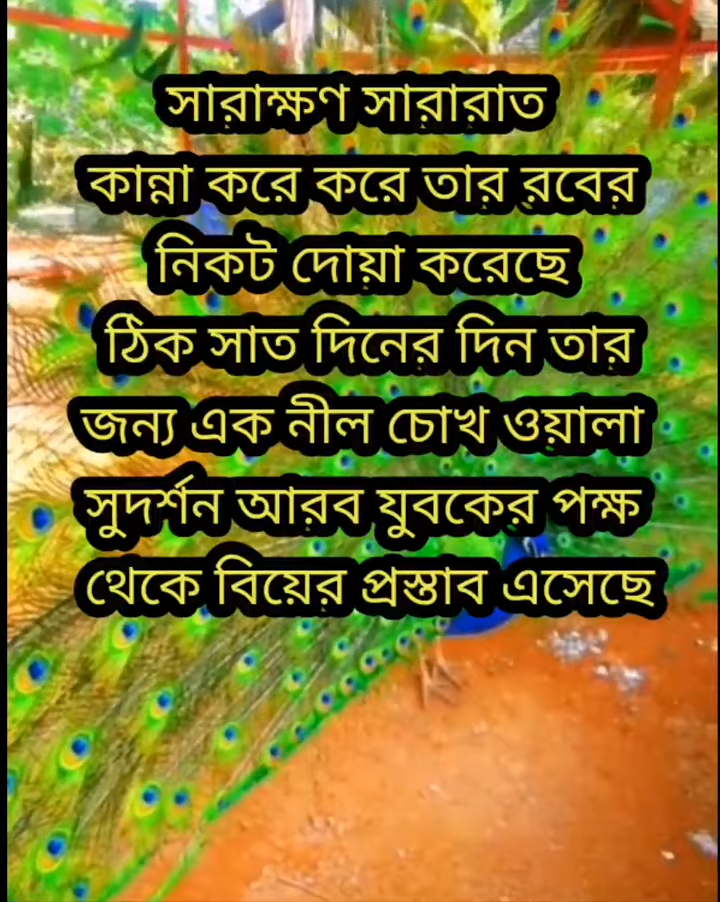 সারাক্ষণ সারারাত
কান্না করে করে তার রবের
নিকট দোয়া করেছে
ঠিক সাত দিনের দিন তার
জন্য এক নীল চোখ ওয়ালা
সুদর্শন আরব যুবকের পক্ষ
থেকে বিয়ের প্রস্তাব এসেছে